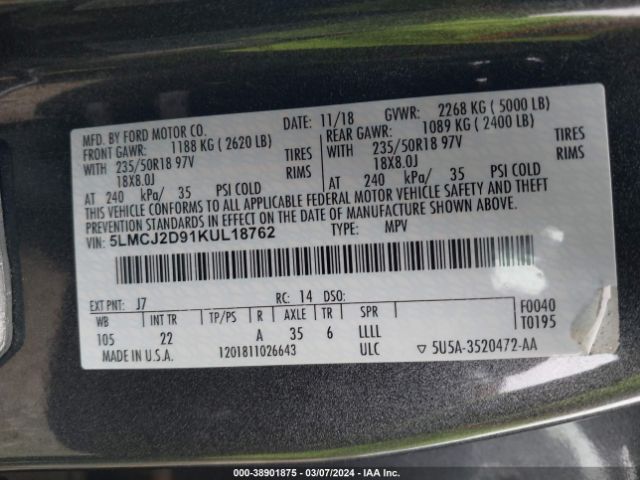 MFD. BY FORD MOTOR CO. DATE: 11/18 GVWR: 2268 KG ( 5000 LB)
FRONT GAWR: 1188 KG ( 2620 LB) REAR GAWR: 1089 KG ( 2400 LB)
WITH 235/50R18 97V TIRES WITH 235/50R18 97V TIRES
18X8.0J RIMS 18X8.0J RIMS
AT 240 kPa/ 35 PSI COLD AT 240 kPa/ 35 PSI COLD
THIS VEHICLE CONFORMS TO ALL APPLICABLE FEDERAL MOTOR VEHICLE SAFETY AND THEFT
PREVENTION STANDARDS IN EFFECT ON THE DATE OF MANUFACTURE SHOWN ABOVE.
VIN: 5LMCJ2D91KUL18762 TYPE: MPV
EXT PNT: J7 RC: 14 DSO: F0040
WB INT TR TP/PS R AXLE TR SPR T0195
105 22 A 35 6 LLLL
MADE IN U.S.A. 1201811026643 ULC ▽ 5U5A-3520472-AA
000-38901875 — 03/07/2024 — IAA Inc.